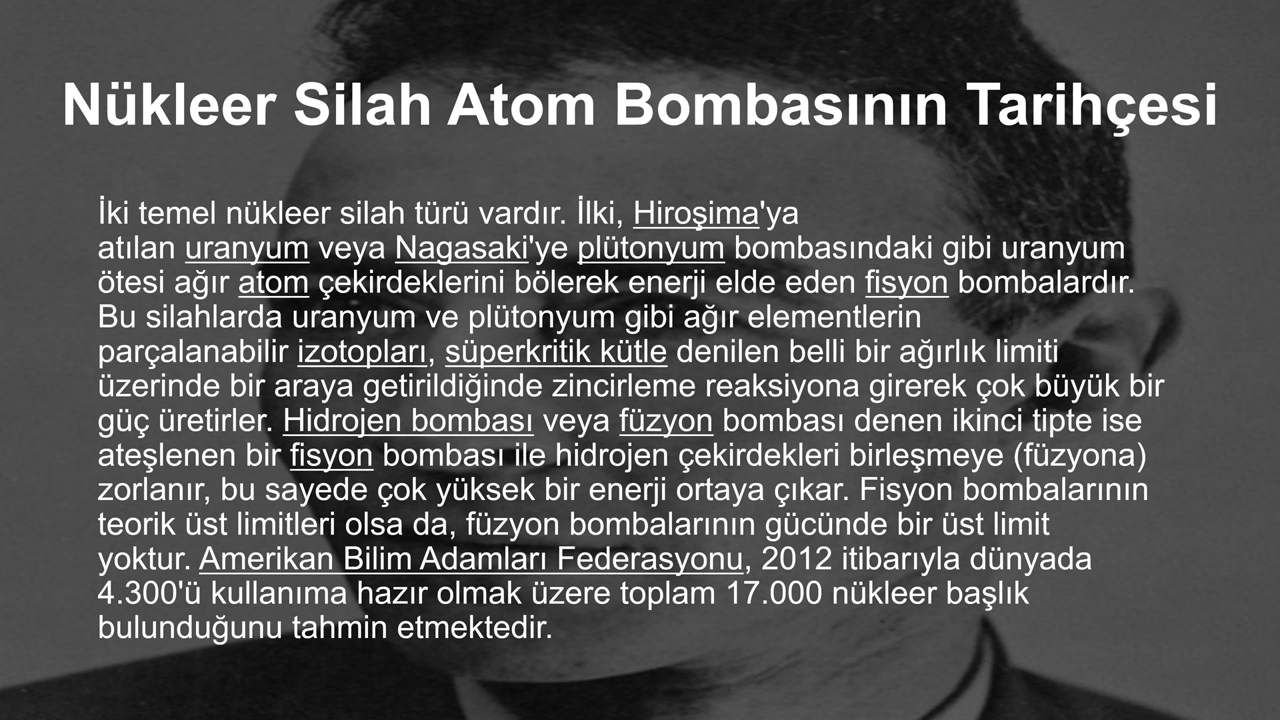 Nükleer Silah Atom Bombasının Tarihçesi
İki temel nükleer silah türü vardır. İlki, Hiroşima'ya
atılan uranyum veya Nagasaki'ye plütonyum bombasındaki gibi uranyum
ötesi ağır atom çekirdeklerini bölerek enerji elde eden fisyon bombalardır.
Bu silahlarda uranyum ve plütonyum gibi ağır elementlerin
parçalanabilir izotopları, süperkritik kütle denilen belli bir ağırlık limiti
üzerinde bir araya getirildiğinde zincirleme reaksiyona girerek çok büyük bir
güç üretirler. Hidrojen bombası veya füzyon bombası denen ikinci tipte ise
ateşlenen bir fisyon bombası ile hidrojen çekirdekleri birleşmeye (füzyona)
zorlanır, bu sayede çok yüksek bir enerji ortaya çıkar. Fisyon bombalarının
teorik üst limitleri olsa da, füzyon bombalarının gücünde bir üst limit
yoktur. Amerikan Bilim Adamları Federasyonu, 2012 itibarıyla dünyada
4.300'ü kullanıma hazır olmak üzere toplam 17.000 nükleer başlık
bulunduğunu tahmin etmektedir.